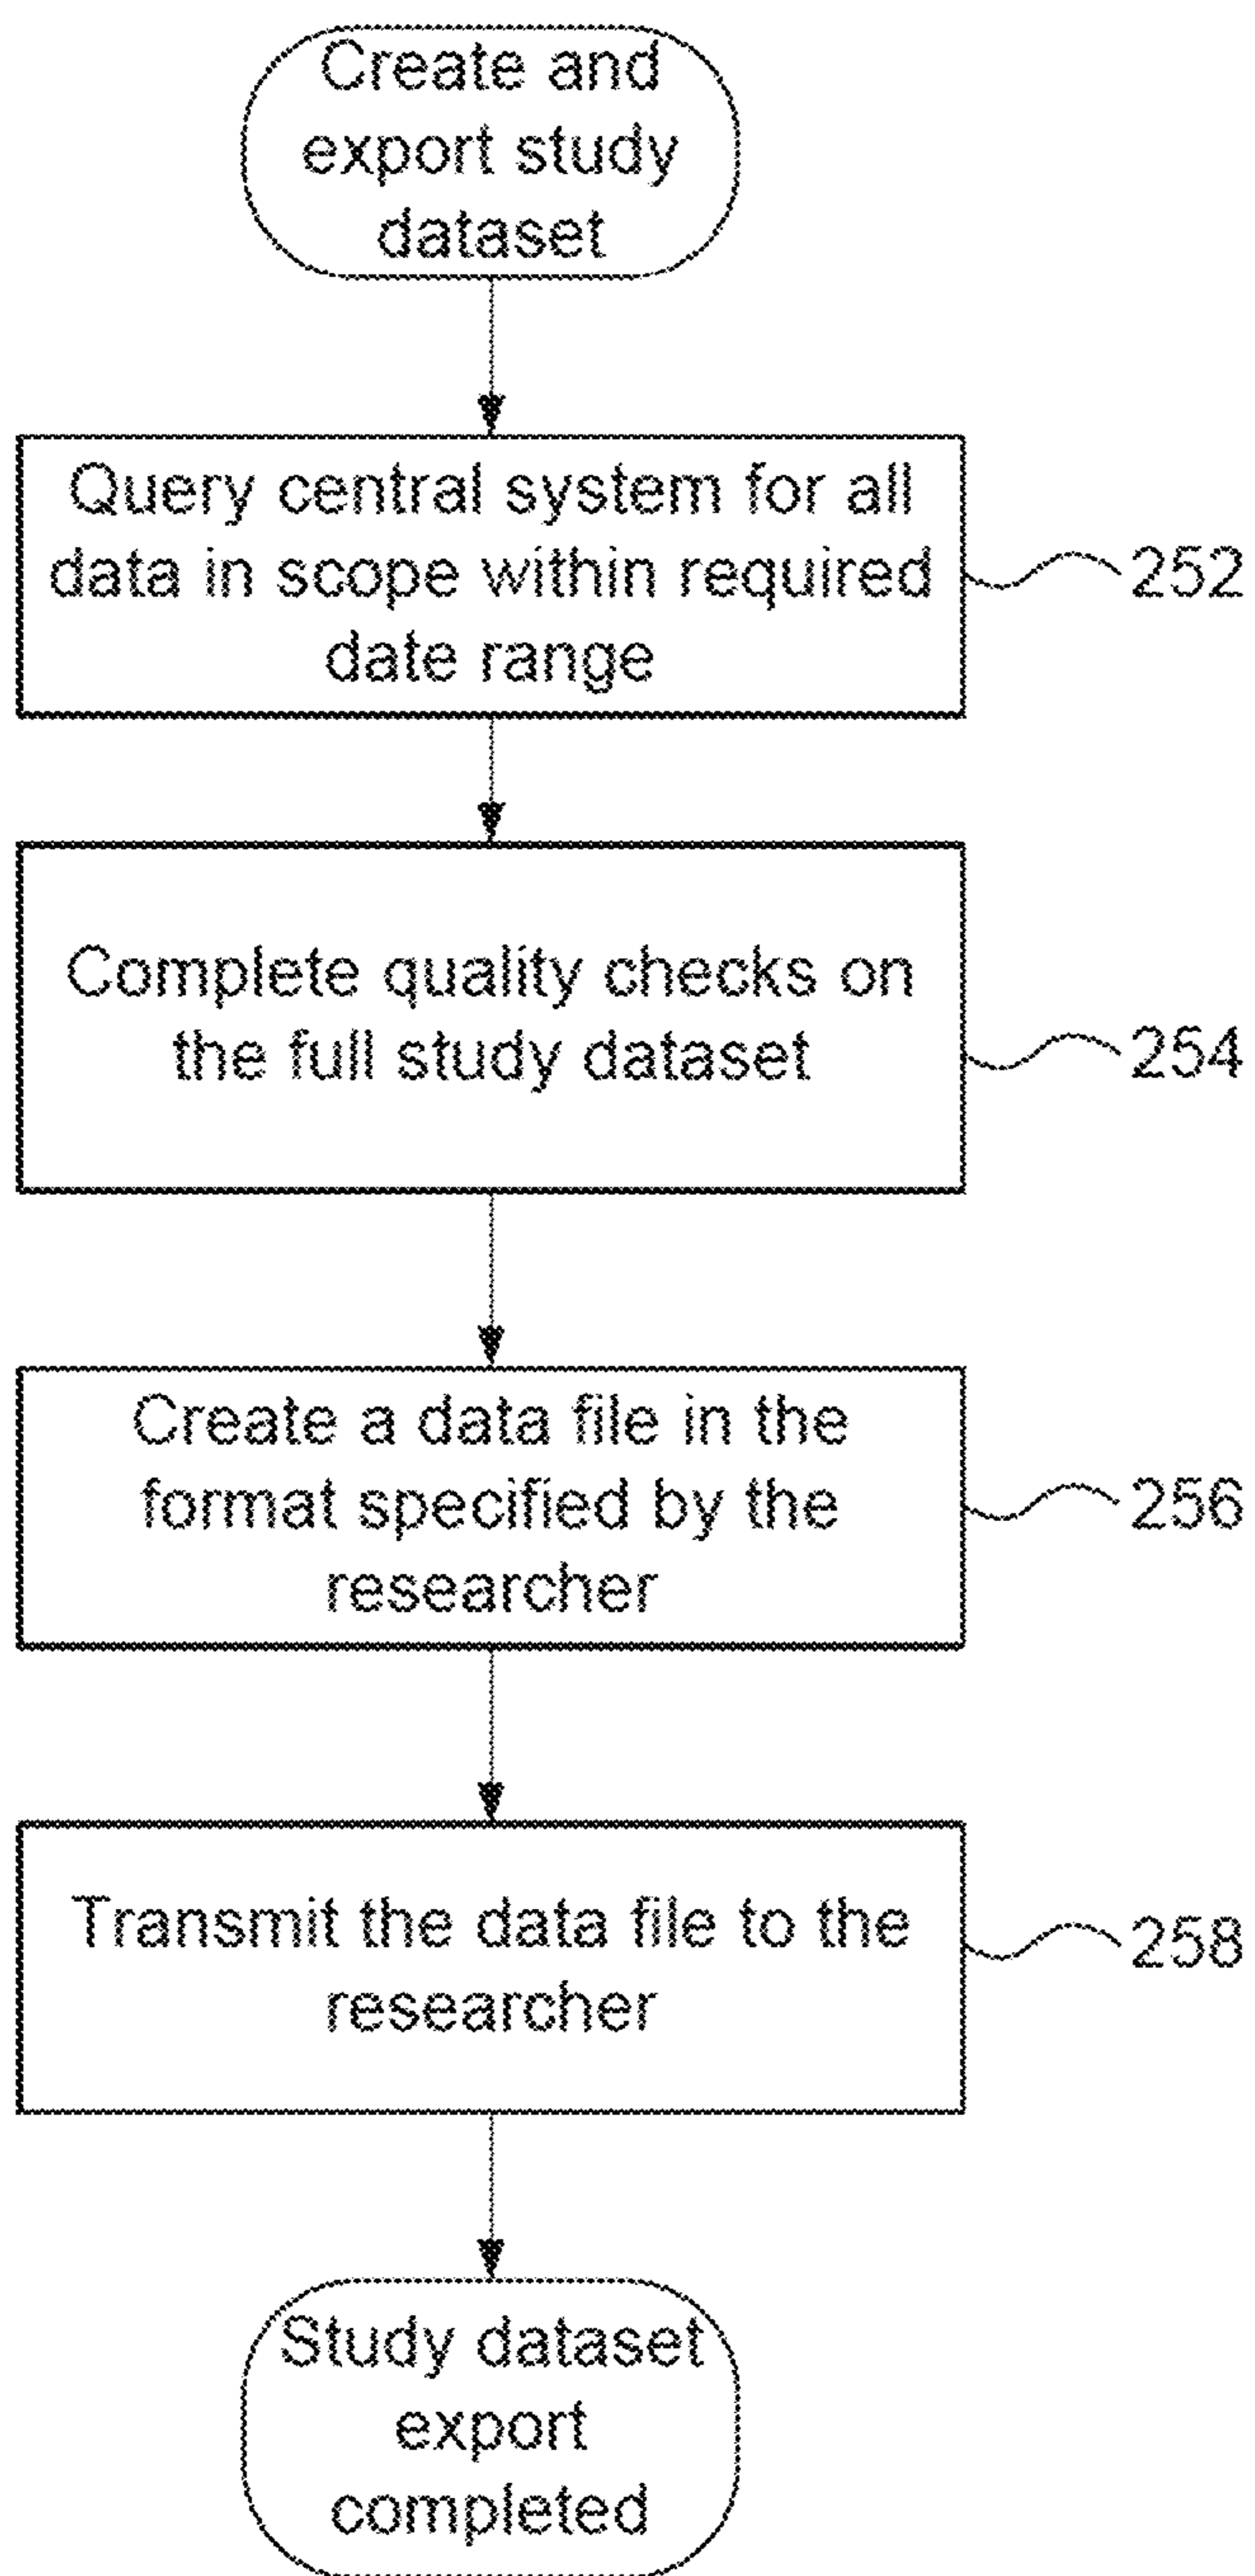 Create and
export study
dataset
Query central system for all
data in scope within required
date range
252
Complete quality checks on
the full study dataset
254
Create a data file in the
format specified by the
researcher
256
Transmit the data file to the
researcher
258
Study dataset
export
completed